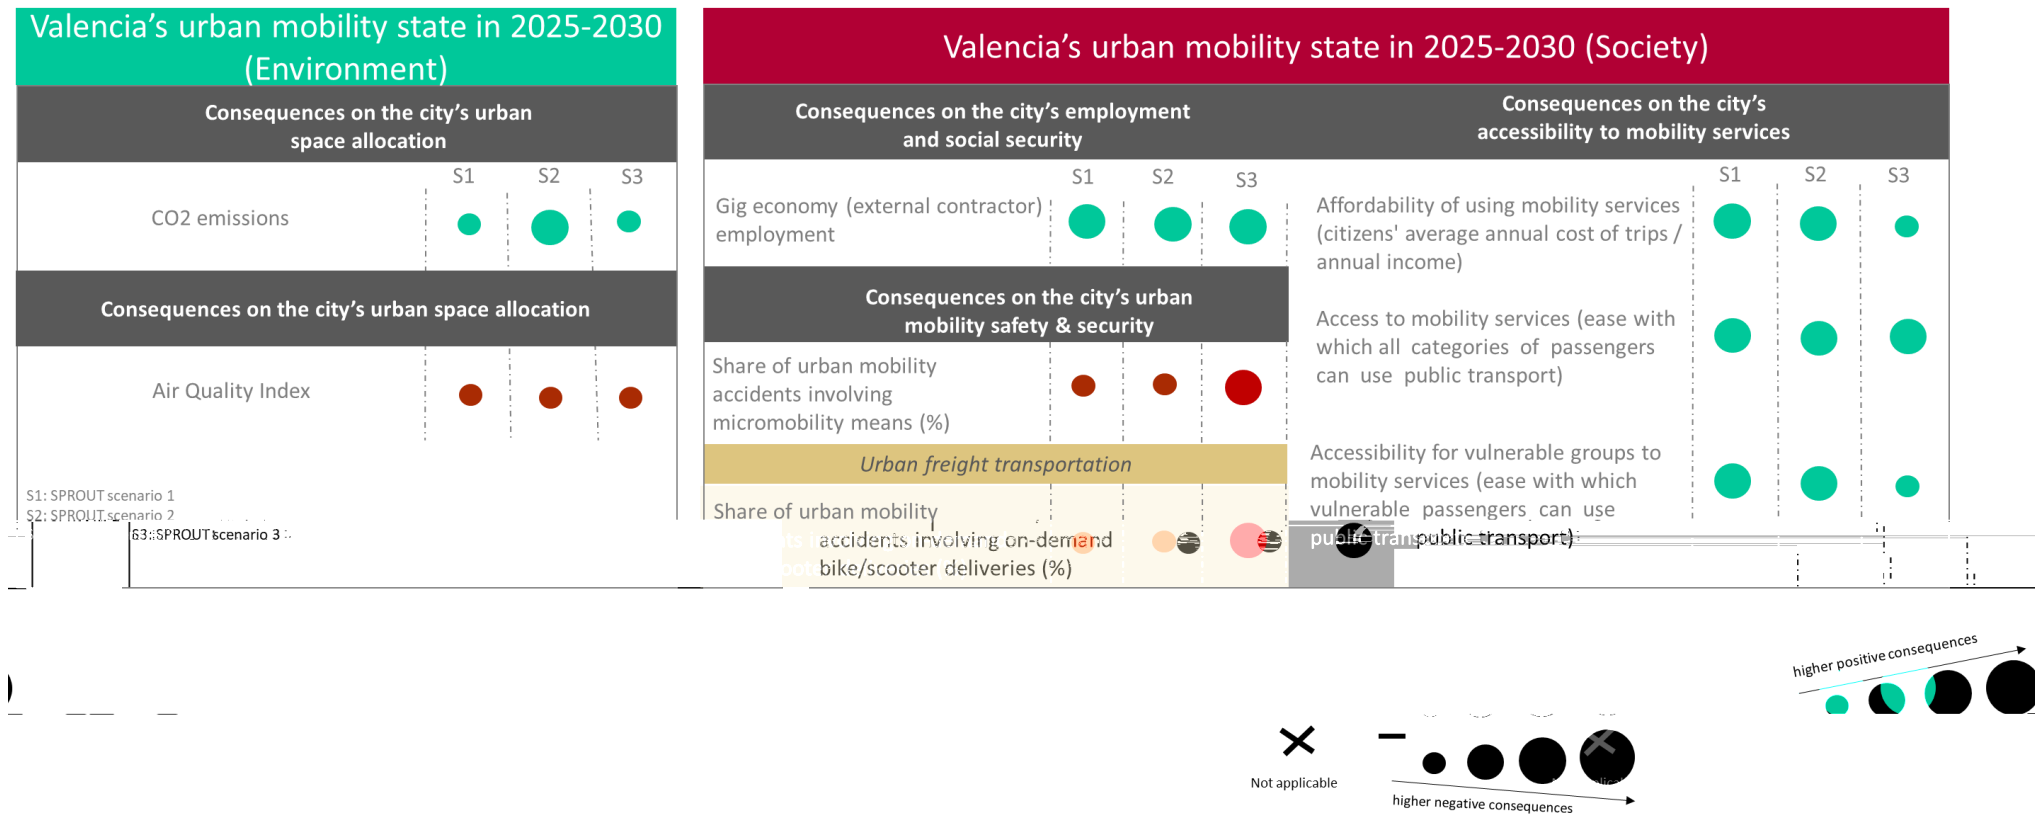 Valencia's urban mobility state in 2025-2030
(Environment)
Consequences on the city's urban
space allocation
S1 S2 S3
CO2 emissions
Consequences on the city's urban space allocation
Air Quality Index
S1: SPROUT scenario 1
S2: SPROUT scenario 2
S3: SPROUT scenario 3
Valencia's urban mobility state in 2025-2030 (Society)
Consequences on the city's employment
and social security
S1 S2 S3
Gig economy (external contractor)
employment
Consequences on the city's urban
mobility safety & security
Share of urban mobility
accidents involving
micromobility means (%)
Urban freight transportation
Share of urban mobility
accidents involving on-demand
bike/scooter deliveries (%)
Consequences on the city's
accessibility to mobility services
S1 S2 S3
Affordability of using mobility services
(citizens' average annual cost of trips /
annual income)
Access to mobility services (ease with
which all categories of passengers
can use public transport)
Accessibility for vulnerable groups to
mobility services (ease with which
vulnerable passengers can use
public transport)
higher positive consequences
Not applicable
higher negative consequences